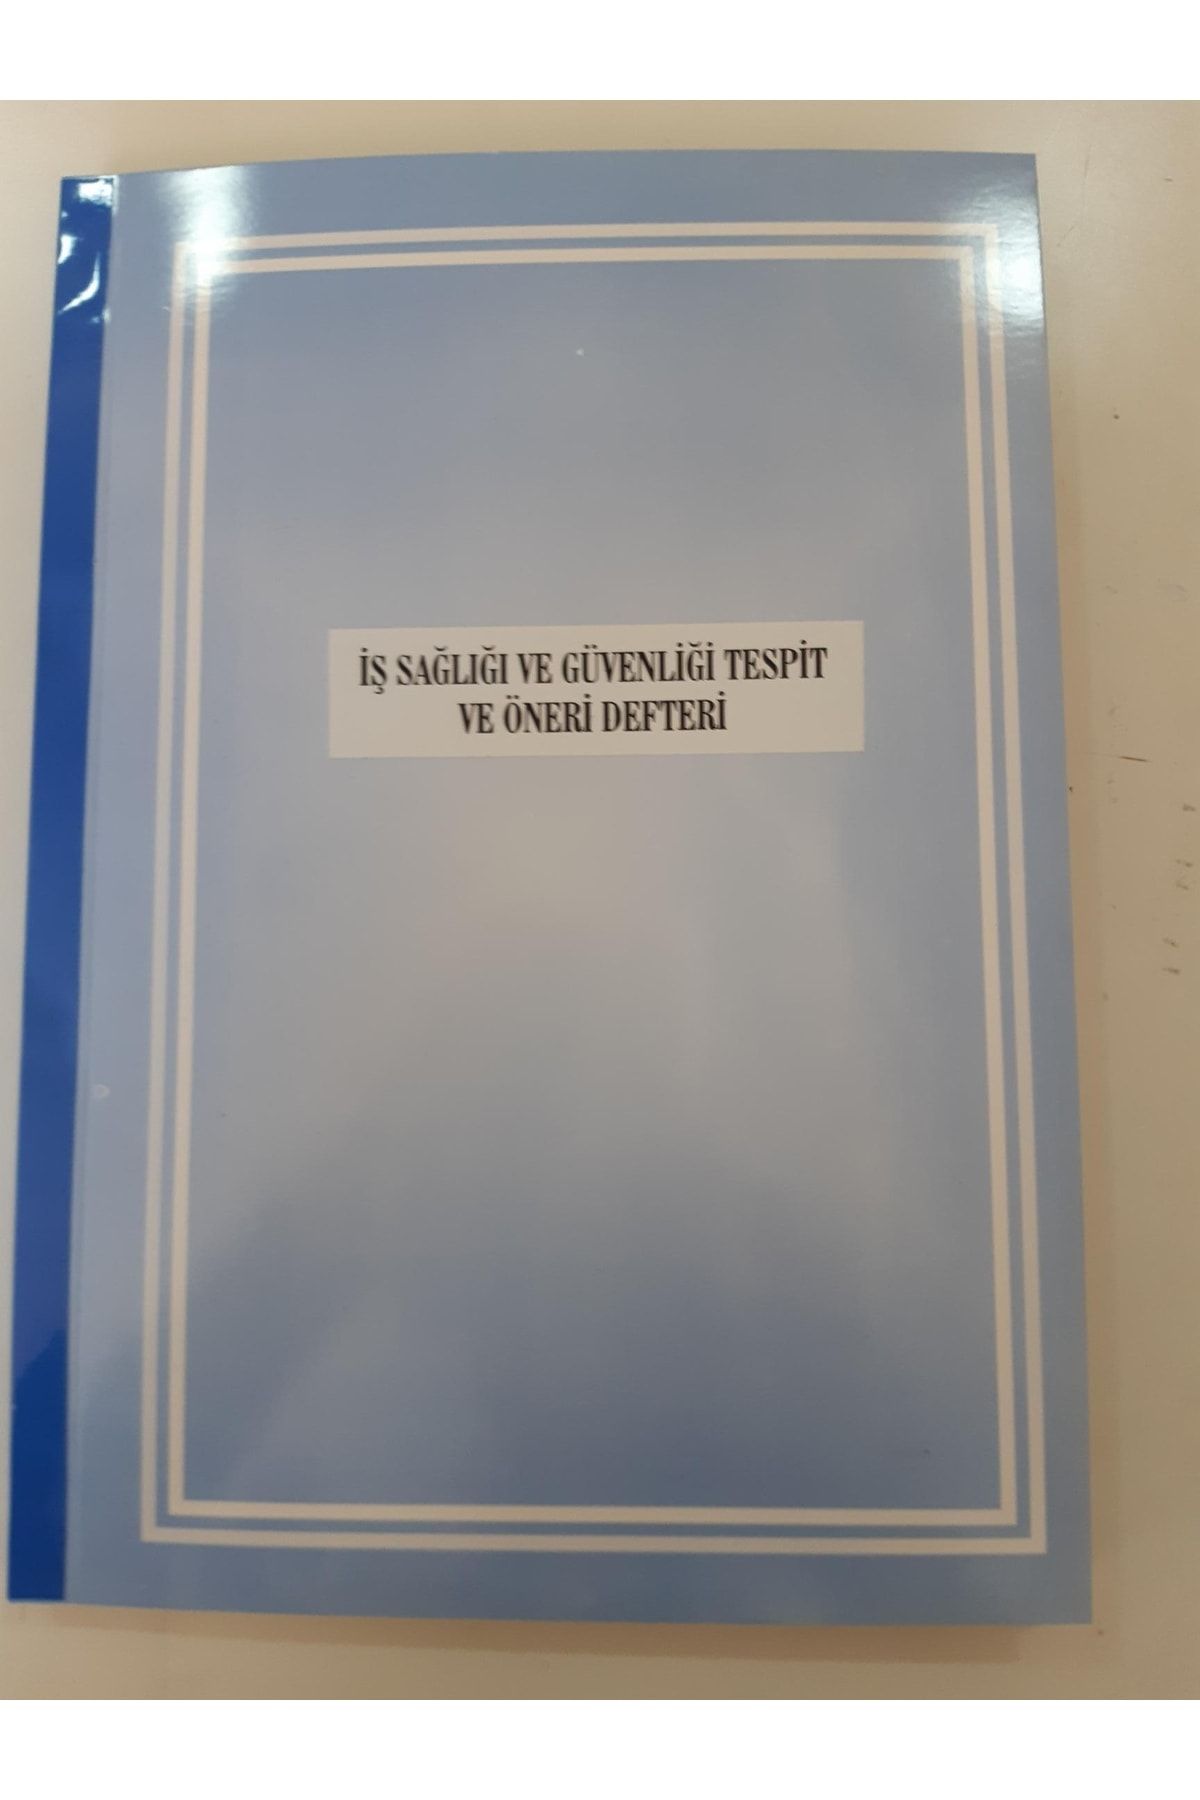 İŞ SAĞLIĞI VE GÜVENLİĞİ TESPİT
VE ÖNERİ DEFTERİ